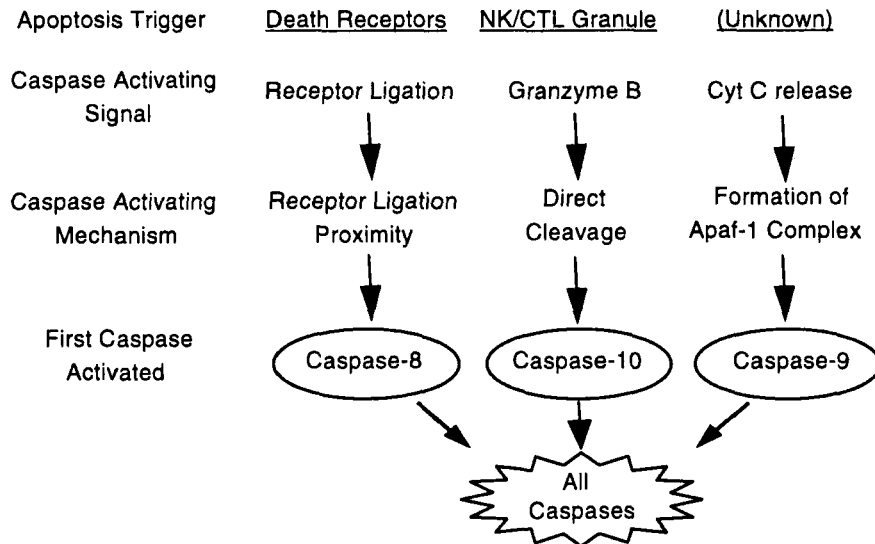 Apoptosis Trigger Death Receptors NK/CTL Granule (Unknown)
Caspase Activating Signal Receptor Ligation Granzyme B Cyt C release
Caspase Activating Mechanism Receptor Ligation Proximity Direct Cleavage Formation of Apaf-1 Complex
First Caspase Activated Caspase-8 Caspase-10 Caspase-9
All
Caspases